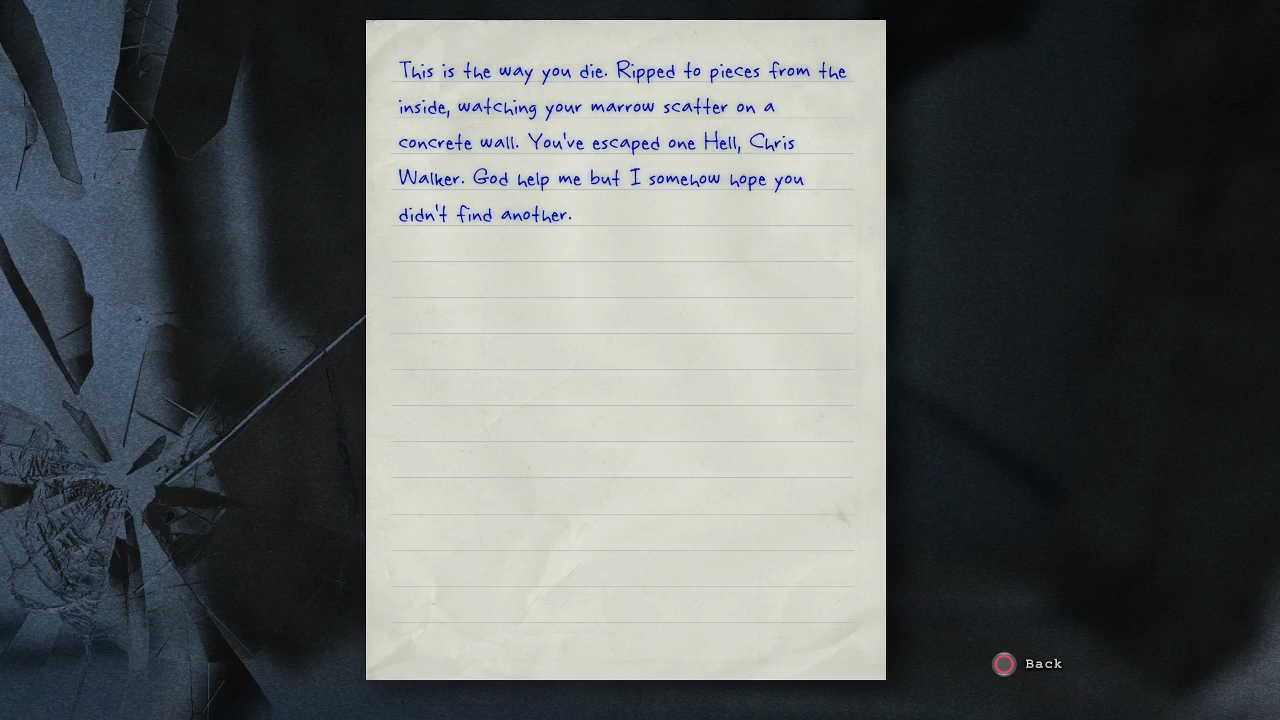 This is the way you die. Ripped to pieces from the
inside, watching your marrow scatter on a
concrete wall. You've escaped one Hell, Chris
Walker. God help me but I somehow hope you
didn't find another.
Back